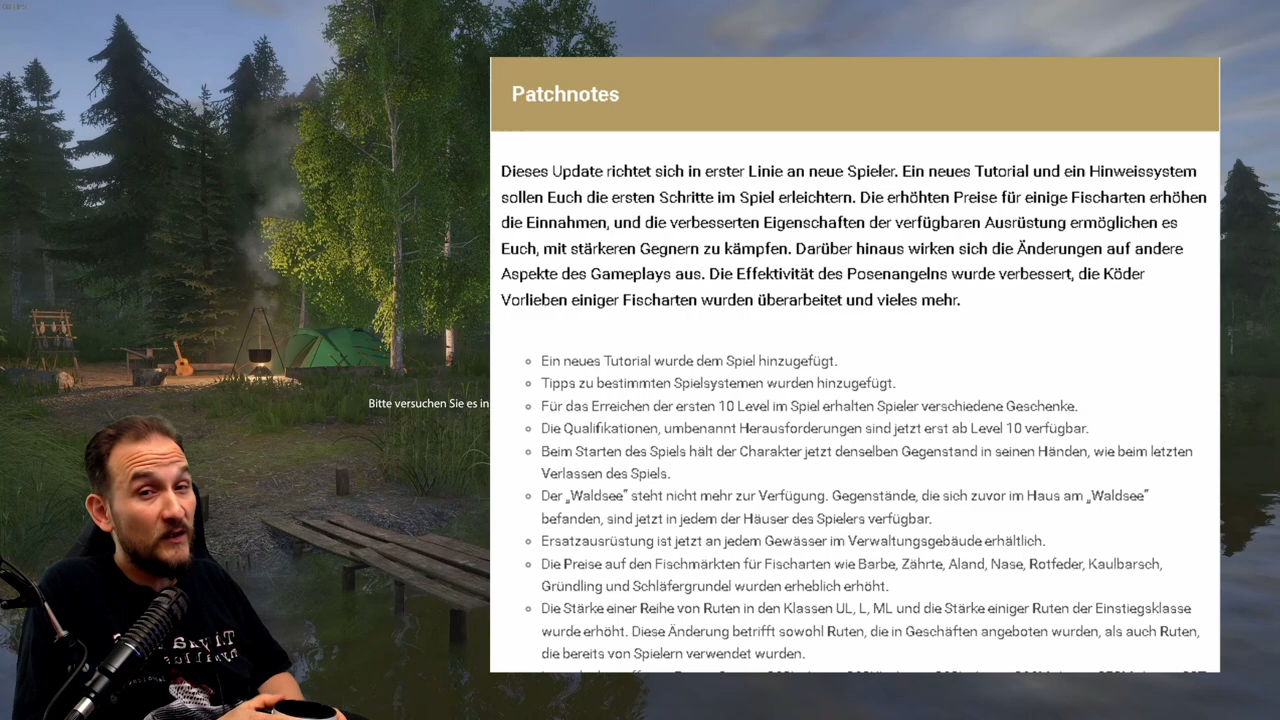 Patchnotes
Dieses Update richtet sich in erster Linie an neue Spieler. Ein neues Tutorial und ein Hinweissystem
sollen Euch die ersten Schritte im Spiel erleichtern. Die erhöhten Preise für einige Fischarten erhöhen
die Einnahmen, und die verbesserten Eigenschaften der verfügbaren Ausrüstung ermöglichen es
Euch, mit stärkeren Gegnern zu kämpfen. Darüber hinaus wirken sich die Änderungen auf andere
Aspekte des Gameplays aus. Die Effektivität des Posenangelns wurde verbessert, die Köder
Vorlieben einiger Fischarten wurden überarbeitet und vieles mehr.
Ein neues Tutorial wurde dem Spiel hinzugefügt.
Tipps zu bestimmten Spielsystemen wurden hinzugefügt.
Für das Erreichen der ersten 10 Level im Spiel erhalten Spieler verschiedene Geschenke.
Die Qualifikationen, umbenannt Herausforderungen sind jetzt erst ab Level 10 verfügbar.
Beim Starten des Spiels hält der Charakter jetzt denselben Gegenstand in seinen Händen, wie beim letzten
Verlassen des Spiels.
Der „Waldsee“ steht nicht mehr zur Verfügung. Gegenstände, die sich zuvor im Haus am „Waldsee“
befanden, sind jetzt in jedem der Häuser des Spielers verfügbar.
Ersatzausrüstung ist jetzt an jedem Gewässer im Verwaltungsgebäude erhältlich.
Die Preise auf den Fischmärkten für Fischarten wie Barbe, Zährte, Aland, Nase, Rotfeder, Kaulbarsch,
Gründling und Schläfergrundel wurden erheblich erhöht.
Die Stärke einer Reihe von Ruten in den Klassen UL, L, ML und die Stärke einiger Ruten der Einstiegsklasse
wurde erhöht. Diese Änderung betrifft sowohl Ruten, die in Geschäften angeboten wurden, als auch Ruten,
die bereits von Spielern verwendet wurden.
Bitte versuchen Sie es in